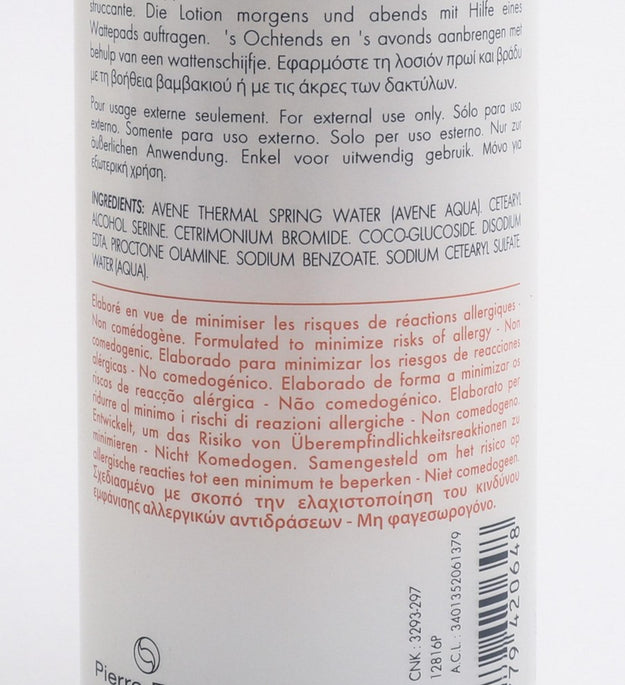 struccante. Die Lotion morgens und abends mit Hilfe eines
Wattepads auftragen. 's Ochtends en 's avonds aanbrengen met
behulp van een wattenschijfje. Εφαρμόστε τη λοσιόν πρωί και βράδυ
με τη βοήθεια βαμβακιού ή με τις άκρες των δακτύλων.
Pour usage externe seulement. For external use only. Sólo para uso
externo. Somente para uso externo. Solo per uso esterno. Nur zur
äußerlichen Anwendung. Enkel voor uitwendig gebruik. Μόνο για
εξωτερική χρήση.
INGREDIENTS: AVENE THERMAL SPRING WATER (AVENE AQUA). CETEARYL
ALCOHOL SERINE. CETRIMONIUM BROMIDE. COCO-GLUCOSIDE. DISODIUM
EDTA. PIROCTONE OLAMINE. SODIUM BENZOATE. SODIUM CETEARYL SULFATE.
WATER (AQUA).
Elaboré en vue de minimiser les risques de réactions allergiques -
Non comédogène. Formulated to minimize risks of allergy - Non
comedogenic. Elaborado para minimizar los riesgos de reacciones
alérgicas - No comedogénico. Elaborado de forma a minimizar os
riscos de reacção alérgica - Não comedogénico. Elaborato per
ridurre al minimo i rischi di reazioni allergiche - Non comedogeno.
Entwickelt, um das Risiko von Überempfindlichkeitsreaktionen zu
minimieren - Nicht Komedogen. Samengesteld om het risico op
allergische reacties tot een minimum te beperken - Niet comedogeen.
Σχεδιασμένο με σκοπό την ελαχιστοποίηση του κινδύνου
εμφάνισης αλλεργικών αντιδράσεων - Μη φαγεσωρογόνο.
CNK : 3293-297
12816P
A.C.L : 3401352061379
779 420648
Pierre